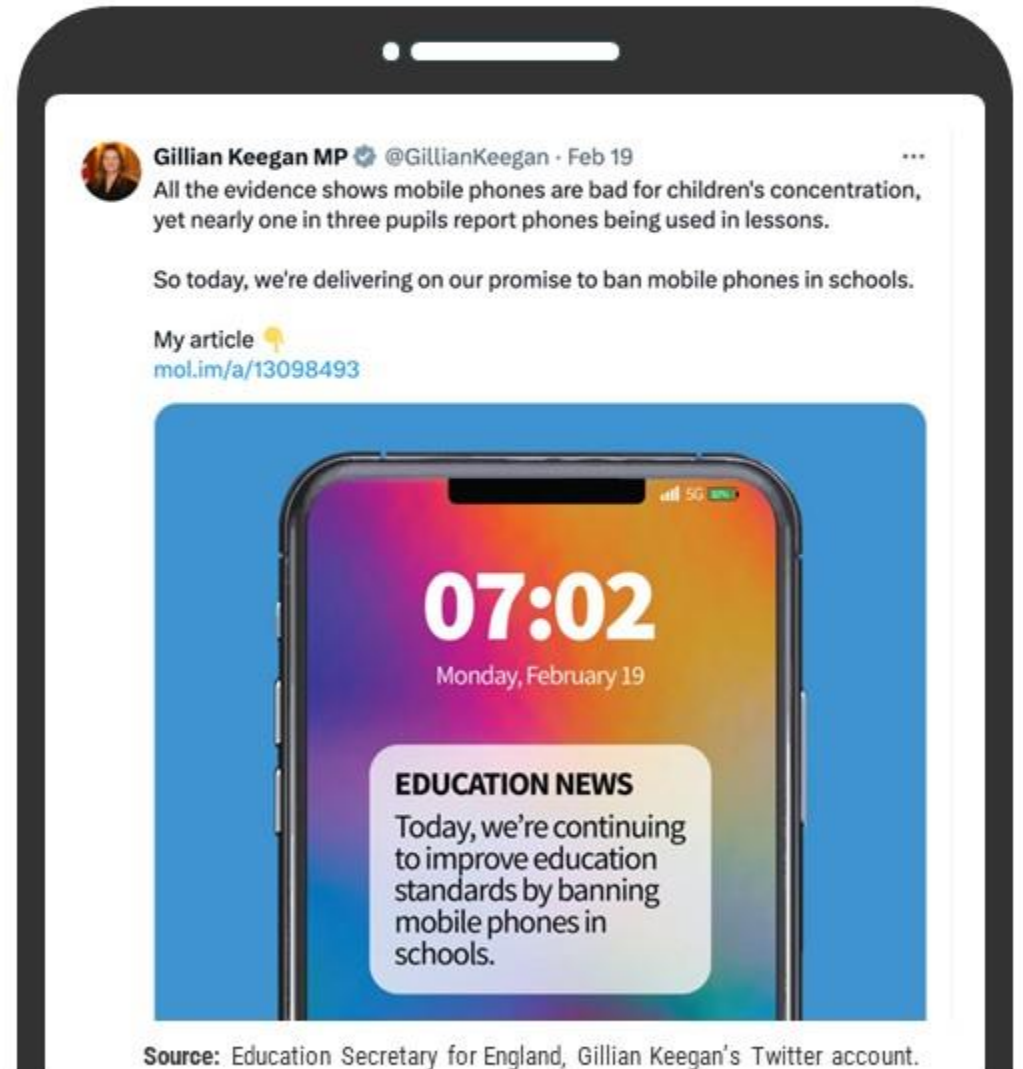 Gillian Keegan MP @GillianKeegan · Feb 19
All the evidence shows mobile phones are bad for children's concentration,
yet nearly one in three pupils report phones being used in lessons.
So today, we're delivering on our promise to ban mobile phones in schools.
My article 👇
mol.im/a/13098493
5G
07:02
Monday, February 19
EDUCATION NEWS
Today, we're continuing
to improve education
standards by banning
mobile phones in
schools.
Source: Education Secretary for England, Gillian Keegan's Twitter account.